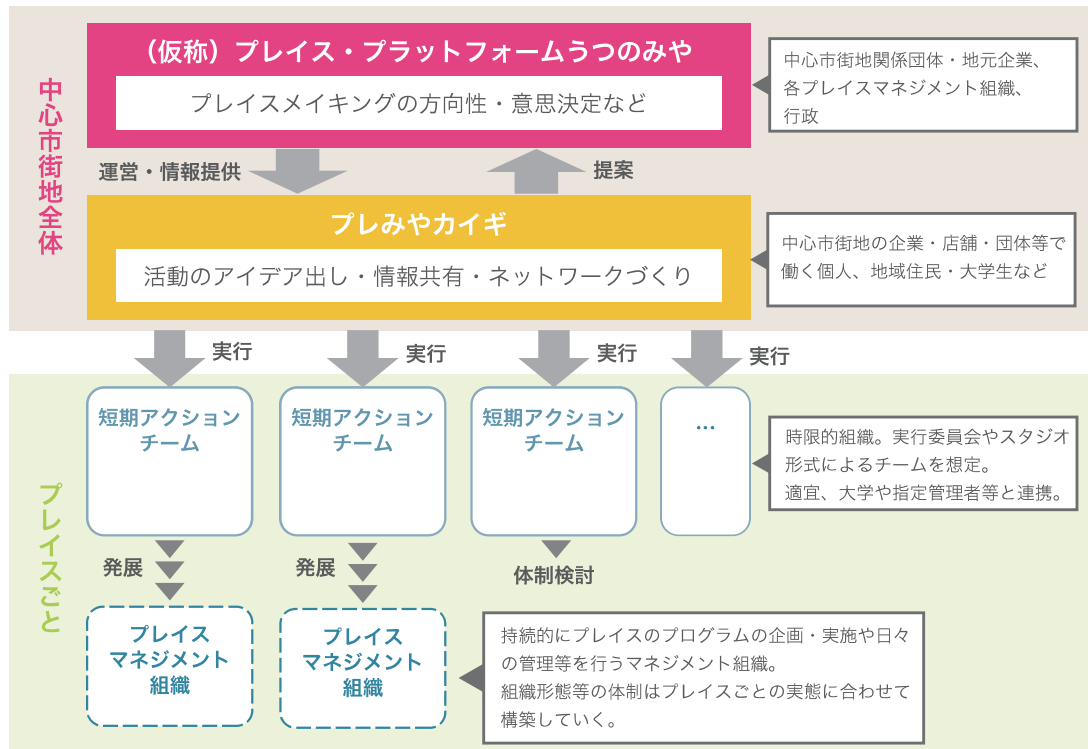 中心市街地全体
（仮称）プレイス・プラットフォームうつのみや
プレイスメイキングの方向性・意思決定など
中心市街地関係団体・地元企業、
各プレイスマネジメント組織、
行政
運営・情報提供
提案
プレみやカイギ
活動のアイデア出し・情報共有・ネットワークづくり
中心市街地の企業・店舗・団体等で
働く個人、地域住民・大学生など
実行
実行
実行
実行
プレイスごと
短期アクション
チーム
短期アクション
チーム
短期アクション
チーム
…
時限的組織。実行委員会やスタジオ
形式によるチームを想定。
適宜、大学や指定管理者等と連携。
発展
発展
体制検討
プレイス
マネジメント
組織
プレイス
マネジメント
組織
持続的にプレイスのプログラムの企画・実施や日々
の管理等を行うマネジメント組織。
組織形態等の体制はプレイスごとの実態に合わせて
構築していく。